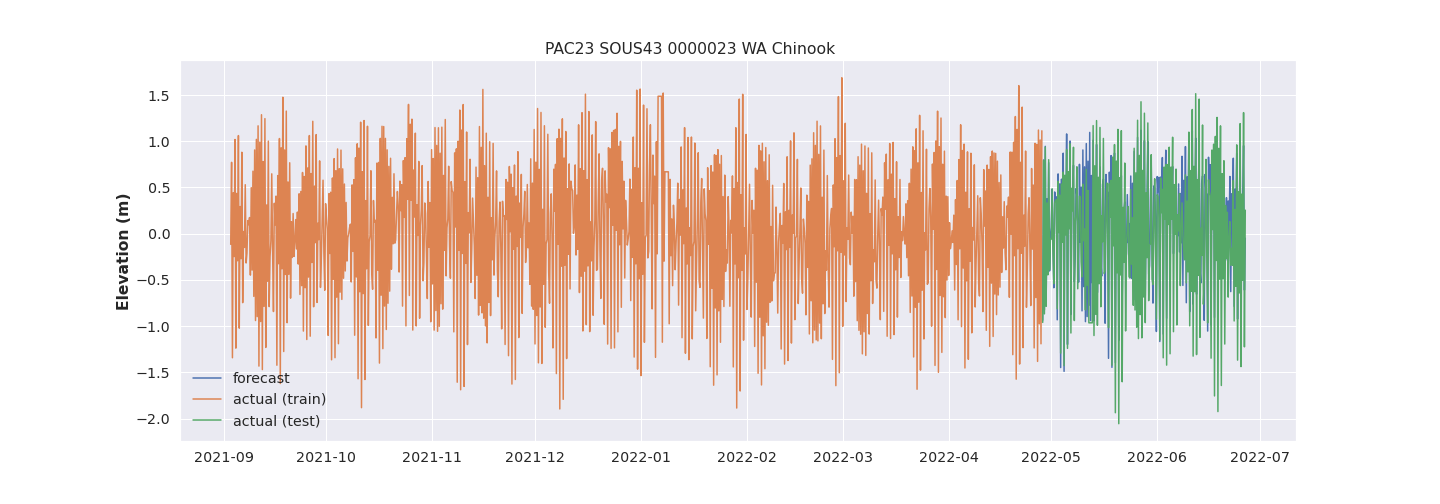 PAC23 SOUS43 0000023 WA Chinook
Elevation (m)
1.5
1.0
0.5
0.0
−0.5
−1.0
−1.5
−2.0
forecast
actual (train)
actual (test)
2021-09 2021-10 2021-11 2021-12 2022-01 2022-02 2022-03 2022-04 2022-05 2022-06 2022-07